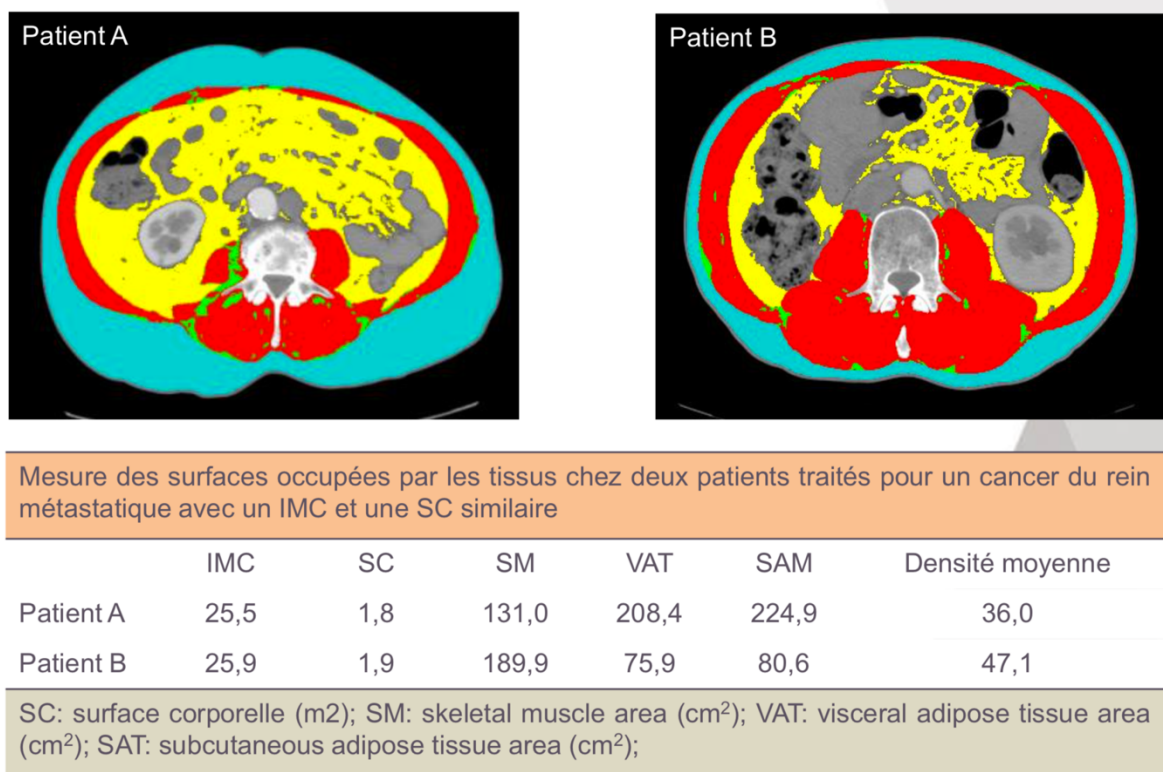 Patient A
Patient B
Mesure des surfaces occupées par les tissus chez deux patients traités pour un cancer du rein
métastatique avec un IMC et une SC similaire
IMC SC SM VAT SAM Densité moyenne
Patient A 25,5 1,8 131,0 208,4 224,9 36,0
Patient B 25,9 1,9 189,9 75,9 80,6 47,1
SC: surface corporelle (m2); SM: skeletal muscle area (cm²); VAT: visceral adipose tissue area
(cm²); SAT: subcutaneous adipose tissue area (cm²);